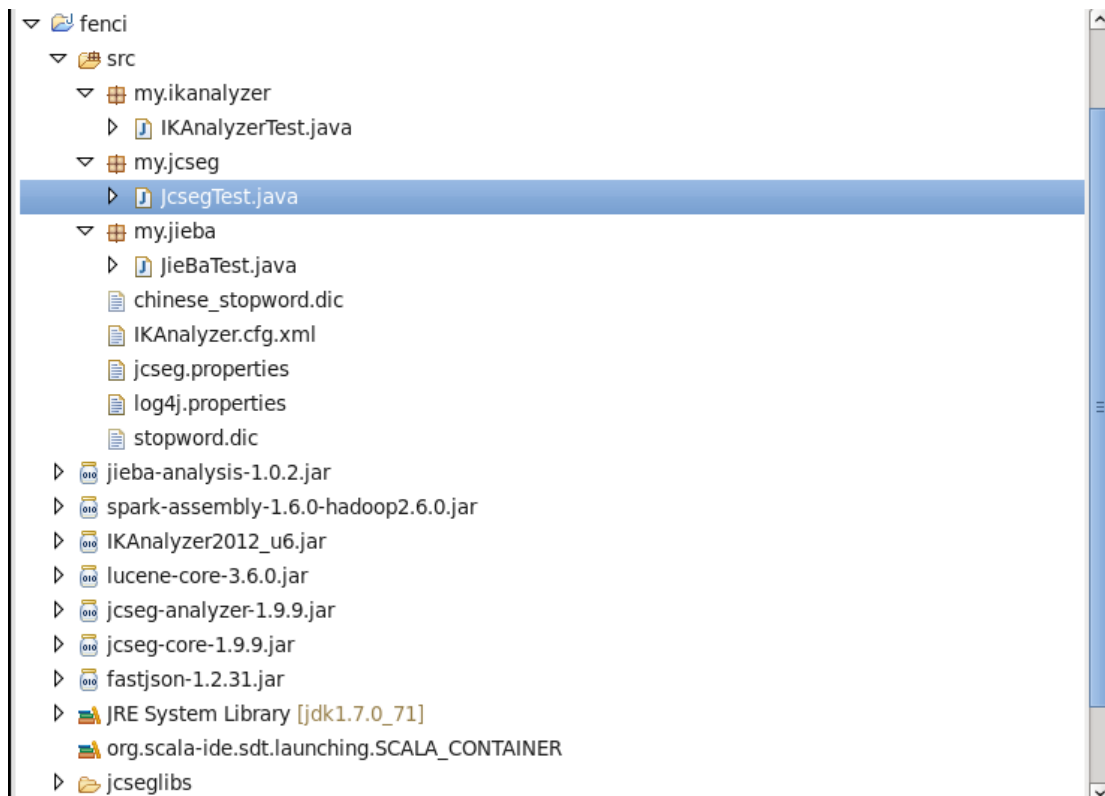 fenci
src
my.ikanalyzer
IKAnalyzerTest.java
my.jcseg
JcsegTest.java
my.jieba
JieBaTest.java
chinese_stopword.dic
IKAnalyzer.cfg.xml
jcseg.properties
log4j.properties
stopword.dic
jieba-analysis-1.0.2.jar
spark-assembly-1.6.0-hadoop2.6.0.jar
IKAnalyzer2012_u6.jar
lucene-core-3.6.0.jar
jcseg-analyzer-1.9.9.jar
jcseg-core-1.9.9.jar
fastjson-1.2.31.jar
JRE System Library [jdk1.7.0_71]
org.scala-ide.sdt.launching.SCALA_CONTAINER
jcseglibs